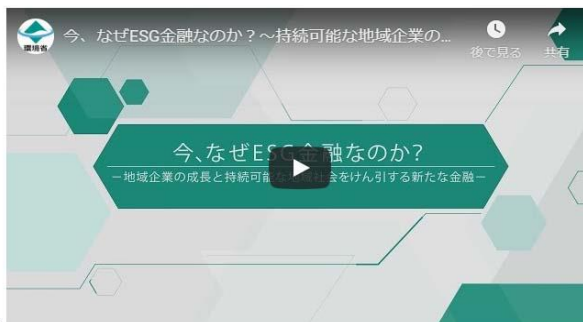 環境省
今、なぜESG金融なのか？～持続可能な地域企業の...
後で見る
共有
今、なぜESG金融なのか?
－地域企業の成長と持続可能な地域社会をけん引する新たな金融－